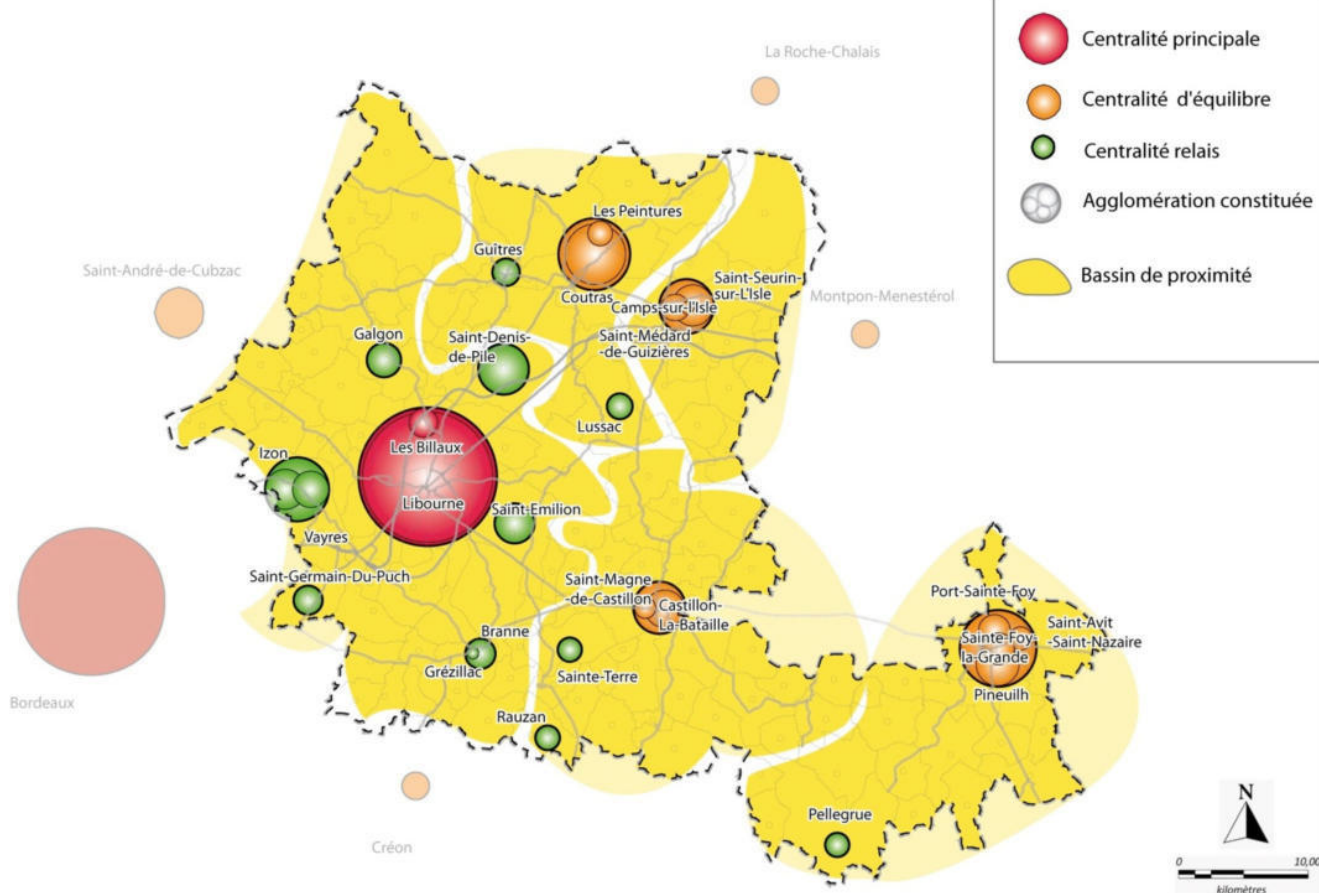 Centralité principale
Centralité d'équilibre
Centralité relais
Agglomération constituée
Bassin de proximité
La Roche-Chalais
Les Peintures
Guîtres
Saint-André-de-Cubzac
Saint-Seurin-
sur-L'Isle
Coutras
Camps-sur-l'Isle
Montpon-Menestérol
Galgon
Saint-Denis-
de-Pile
Saint-Médard
-de-Guizières
Lussac
Les Billaux
Izon
Libourne
Saint-Emilion
Vayres
Saint-Germain-Du-Puch
Saint-Magne
-de-Castillon
Castillon-
La-Bataille
Port-Sainte-Foy
Saint-Avit
-Saint-Nazaire
Branne
Sainte-Foy-
la-Grande
Grézillac
Sainte-Terre
Pineuilh
Bordeaux
Rauzan
Pellegrue
Créon
N
0 10,00
kilomètres